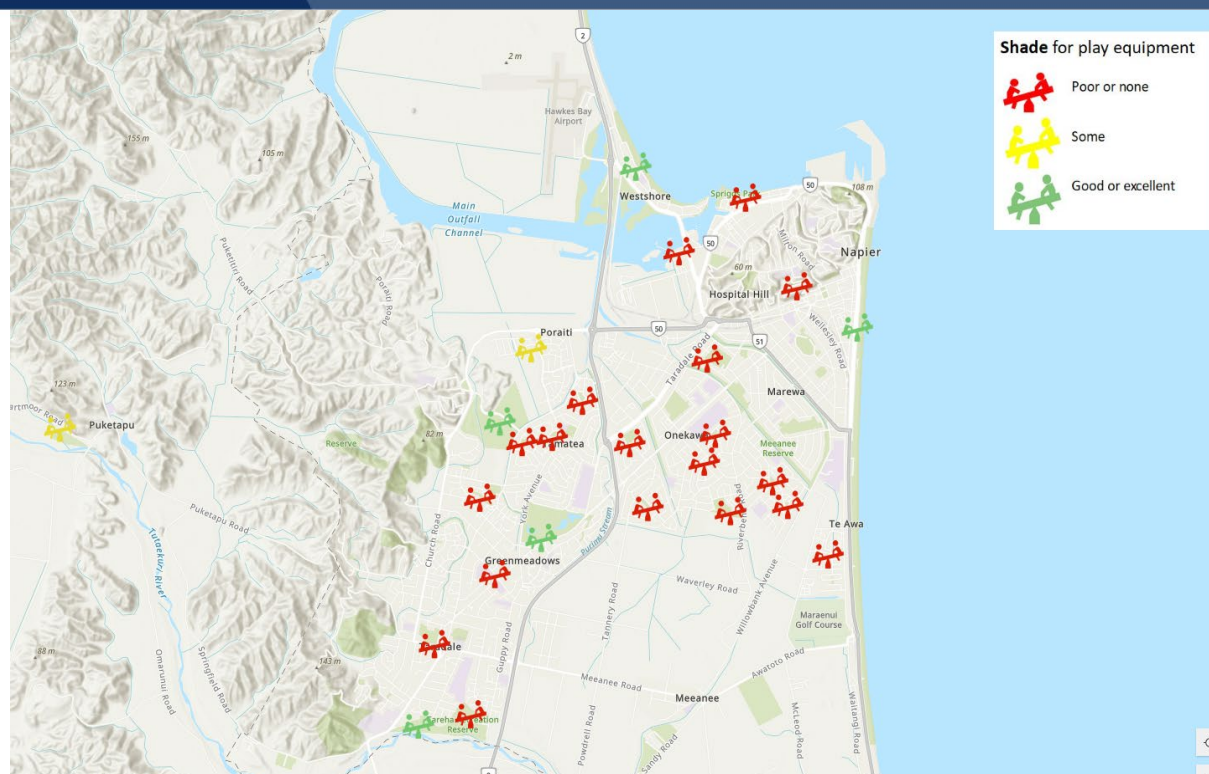 2
2 m
Hawkes Bay
Airport
155 m
105 m
Westshore
50
108 m
Main
Outfall
Channel
Puketitiri Road
Poraiti Road
50
Milton Road
Napier
60 m
Hospital Hill
Poraiti
50
51
Wellesley Road
Taradale Road
123 m
Puketapu
82 m
Marewa
Reserve
Meeanee
Reserve
York Avenue
Church Road
Puketapu Road
Te Awa
Tutaekuri River
Purimu Stream
Greenmeadows
Waverley Road
Willowbank Avenue
Tannery Road
Maraenui
Golf Course
88 m
143 m
Omarunui Road
Springfield Road
Guppy Road
Meeanee Road
Awatoto Road
Meeanee
Powdrell Road
Sandy Road
McLeod Road
Waitangi Road
Reserve
Shade for play equipment
Poor or none
Some
Good or excellent